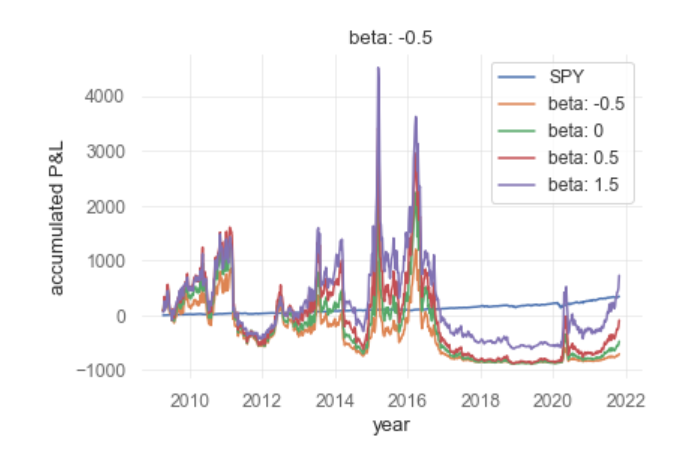 beta: -0.5
accumulated P&L
4000
3000
2000
1000
0
−1000
SPY
beta: -0.5
beta: 0
beta: 0.5
beta: 1.5
2010 2012 2014 2016 2018 2020 2022
year